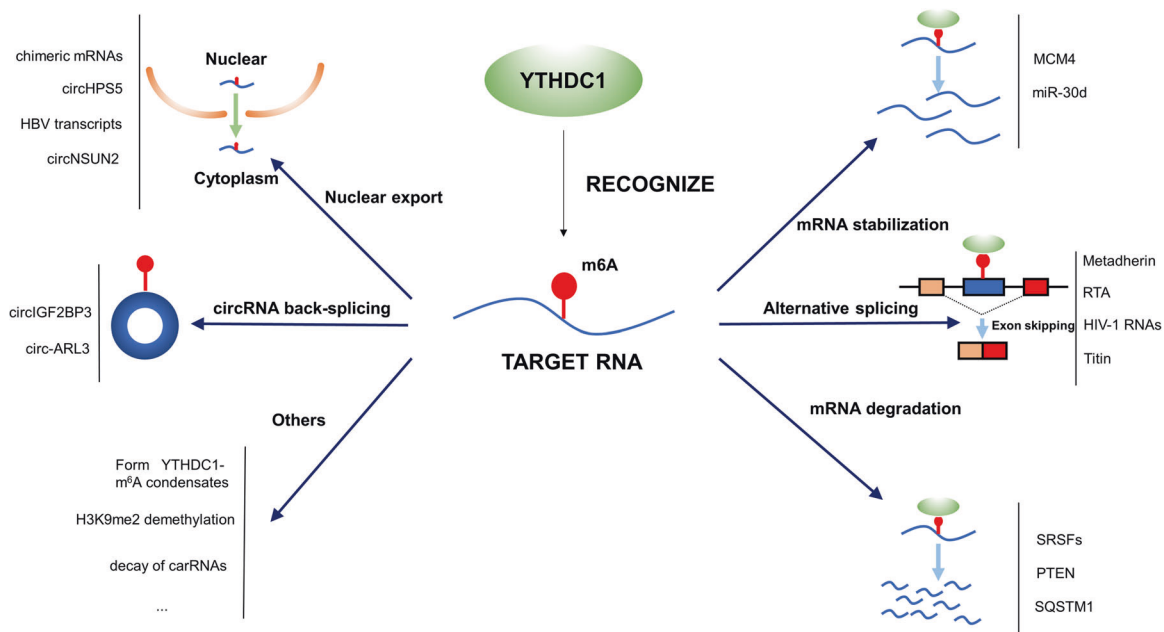 chimeric mRNAs
circHPS5
HBV transcripts
circNSUN2
Nuclear
Cytoplasm
Nuclear export
YTHDC1
RECOGNIZE
m6A
TARGET RNA
MCM4
miR-30d
mRNA stabilization
circIGF2BP3
circ-ARL3
circRNA back-splicing
Alternative splicing
Exon skipping
Metadherin
RTA
HIV-1 RNAs
Titin
Others
Form YTHDC1-
m⁶A condensates
H3K9me2 demethylation
decay of carRNAs
...
mRNA degradation
SRSFs
PTEN
SQSTM1